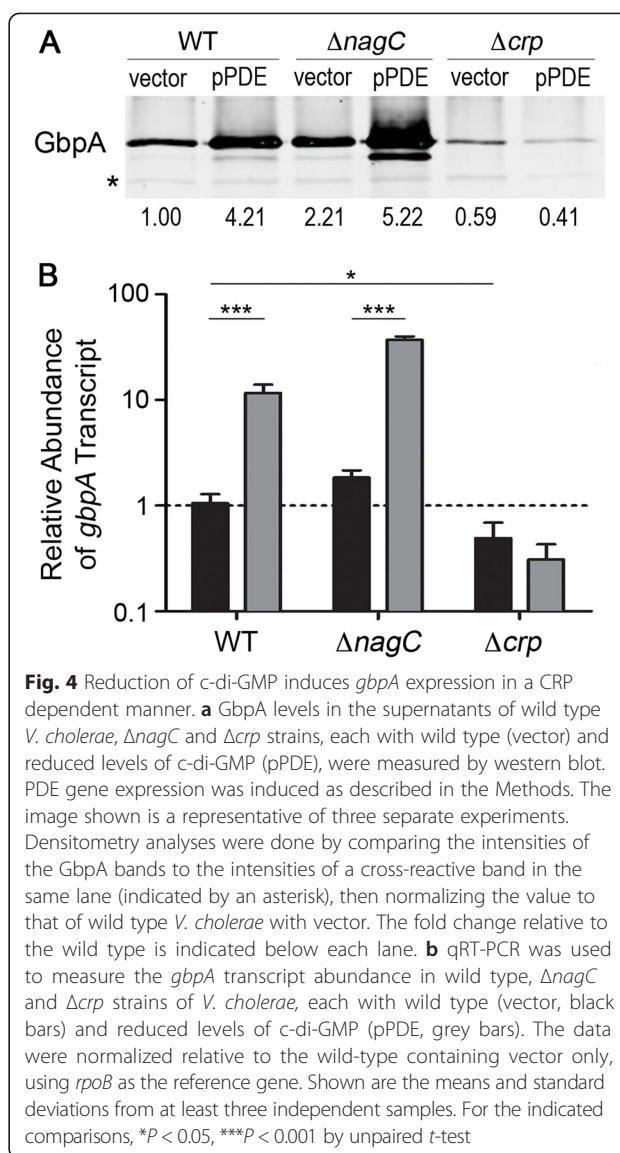 A
WT ΔnagC Δcrp
vector pPDE vector pPDE vector pPDE
GbpA
*
1.00 4.21 2.21 5.22 0.59 0.41
B
Relative Abundance
of gbpA Transcript
100
10
1
0.1
*
*** ***
WT ΔnagC Δcrp
Fig. 4 Reduction of c-di-GMP induces gbpA expression in a CRP
dependent manner. a GbpA levels in the supernatants of wild type
V. cholerae, ΔnagC and Δcrp strains, each with wild type (vector) and
reduced levels of c-di-GMP (pPDE), were measured by western blot.
PDE gene expression was induced as described in the Methods. The
image shown is a representative of three separate experiments.
Densitometry analyses were done by comparing the intensities of
the GbpA bands to the intensities of a cross-reactive band in the
same lane (indicated by an asterisk), then normalizing the value to
that of wild type V. cholerae with vector. The fold change relative to
the wild type is indicated below each lane. b qRT-PCR was used
to measure the gbpA transcript abundance in wild type, ΔnagC
and Δcrp strains of V. cholerae, each with wild type (vector, black
bars) and reduced levels of c-di-GMP (pPDE, grey bars). The data
were normalized relative to the wild-type containing vector only,
using rpoB as the reference gene. Shown are the means and standard
deviations from at least three independent samples. For the indicated
comparisons, *P < 0.05, ***P < 0.001 by unpaired t-test